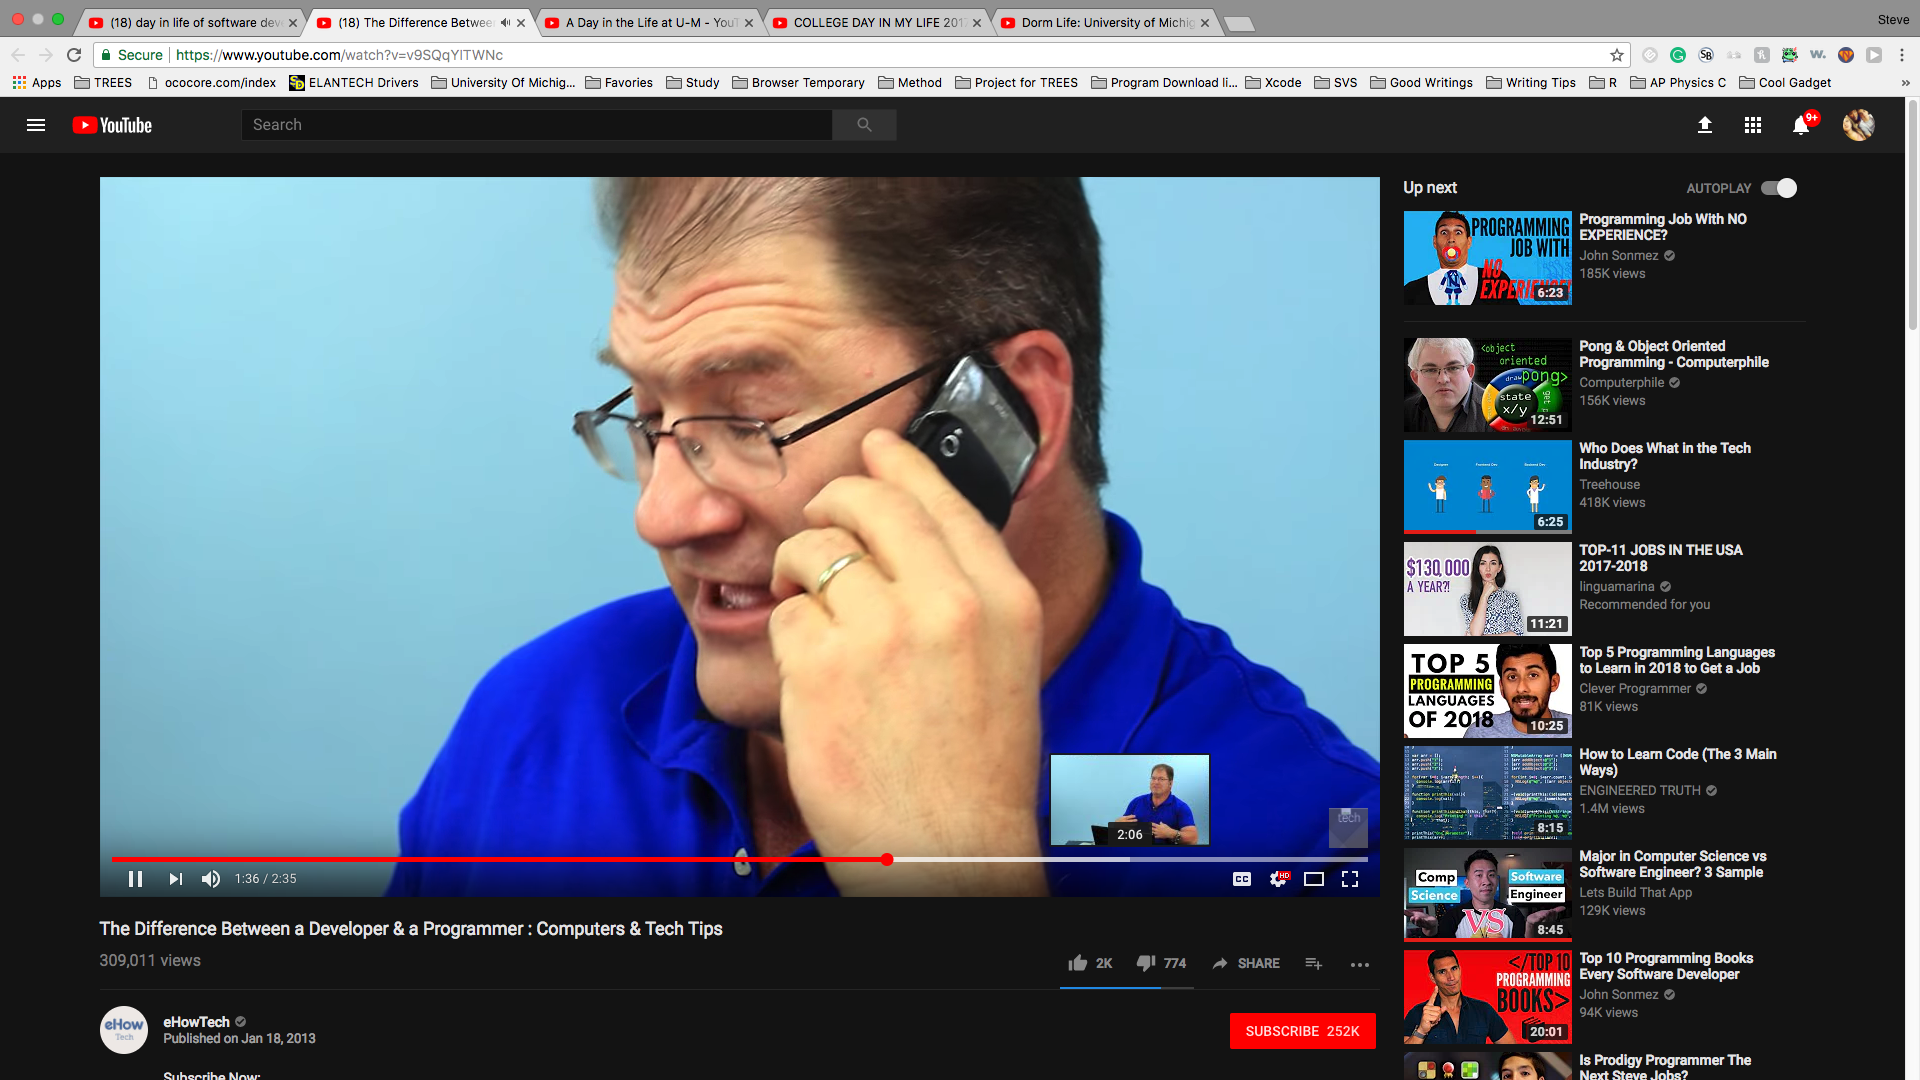 (18) day in life of software dev
(18) The Difference Betwee
A Day in the Life at U-M - YouT
COLLEGE DAY IN MY LIFE 201
Dorm Life: University of Michig
Steve
Secure
https://www.youtube.com/watch?v=v9SQqYlTWNc
Apps
TREES
ococore.com/index
ELANTECH Drivers
University Of Michig...
Favories
Study
Browser Temporary
Method
Project for TREES
Program Download li...
Xcode
SVS
Good Writings
Writing Tips
R
AP Physics C
Cool Gadget
»
YouTube
Search
9+
tech
2:06
1:36 / 2:35
CC
HD
The Difference Between a Developer & a Programmer : Computers & Tech Tips
309,011 views
2K
774
SHARE
eHow
Tech
eHowTech
Published on Jan 18, 2013
SUBSCRIBE 252K
Subscribe Now:
Up next
AUTOPLAY
PROGRAMMING
JOB WITH
NO
EXPERIENCE!
6:23
Programming Job With NO
EXPERIENCE?
John Sonmez
185K views
<object
oriented
pong>
draw
state
x/y
get
12:51
Pong & Object Oriented
Programming - Computerphile
Computerphile
156K views
Designer
Frontend Dev
Backend Dev
6:25
Who Does What in the Tech
Industry?
Treehouse
418K views
$130,000
A YEAR?!
11:21
TOP-11 JOBS IN THE USA
2017-2018
linguamarina
Recommended for you
TOP 5
PROGRAMMING
LANGUAGES
OF 2018
10:25
Top 5 Programming Languages
to Learn in 2018 to Get a Job
Clever Programmer
81K views
8:15
How to Learn Code (The 3 Main
Ways)
ENGINEERED TRUTH
1.4M views
Comp
Science
VS
Software
Engineer
8:45
Major in Computer Science vs
Software Engineer? 3 Sample
Lets Build That App
129K views
</TOP 10
PROGRAMMING
BOOKS>
20:01
Top 10 Programming Books
Every Software Developer
John Sonmez
94K views
Is Prodigy Programmer The
Next Steve Jobs?